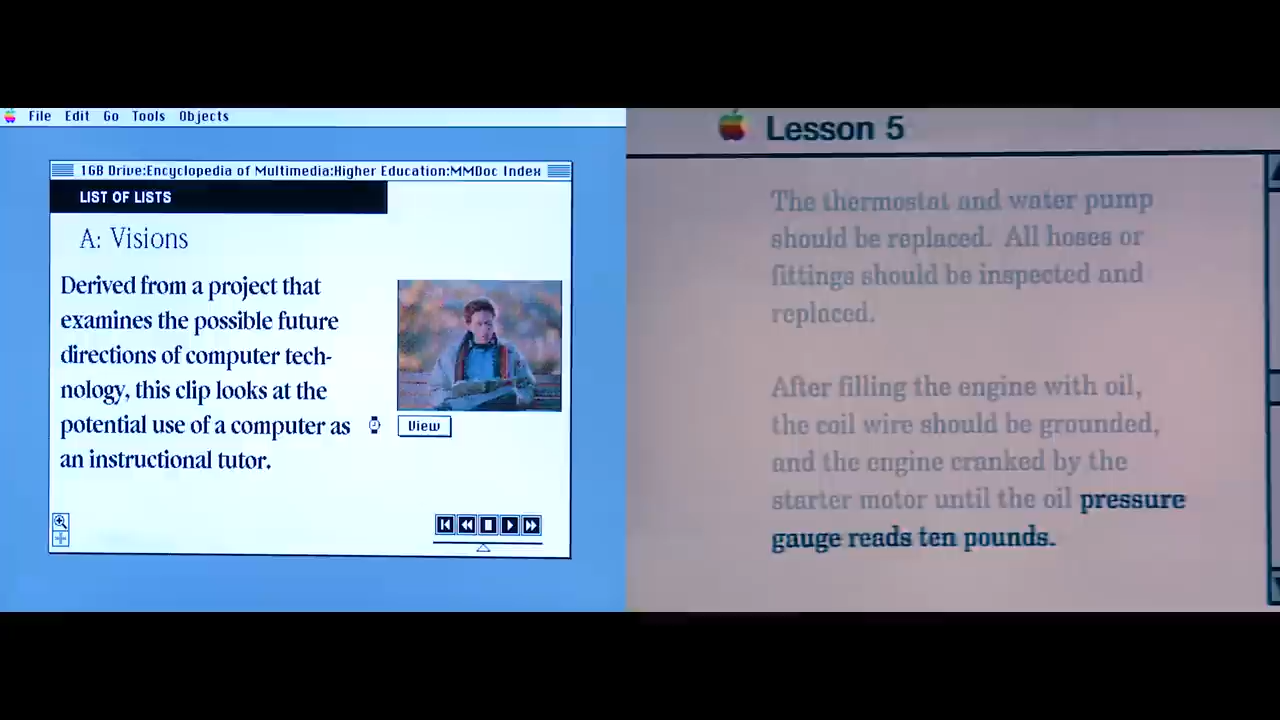 File Edit Go Tools Objects
1GB Drive:Encyclopedia of Multimedia:Higher Education:MMDoc Index
LIST OF LISTS
A: Visions
Derived from a project that
examines the possible future
directions of computer tech-
nology, this clip looks at the
potential use of a computer as
an instructional tutor.
View
Lesson 5
The thermostat and water pump
should be replaced. All hoses or
fittings should be inspected and
replaced.
After filling the engine with oil,
the coil wire should be grounded,
and the engine cranked by the
starter motor until the oil pressure
gauge reads ten pounds.